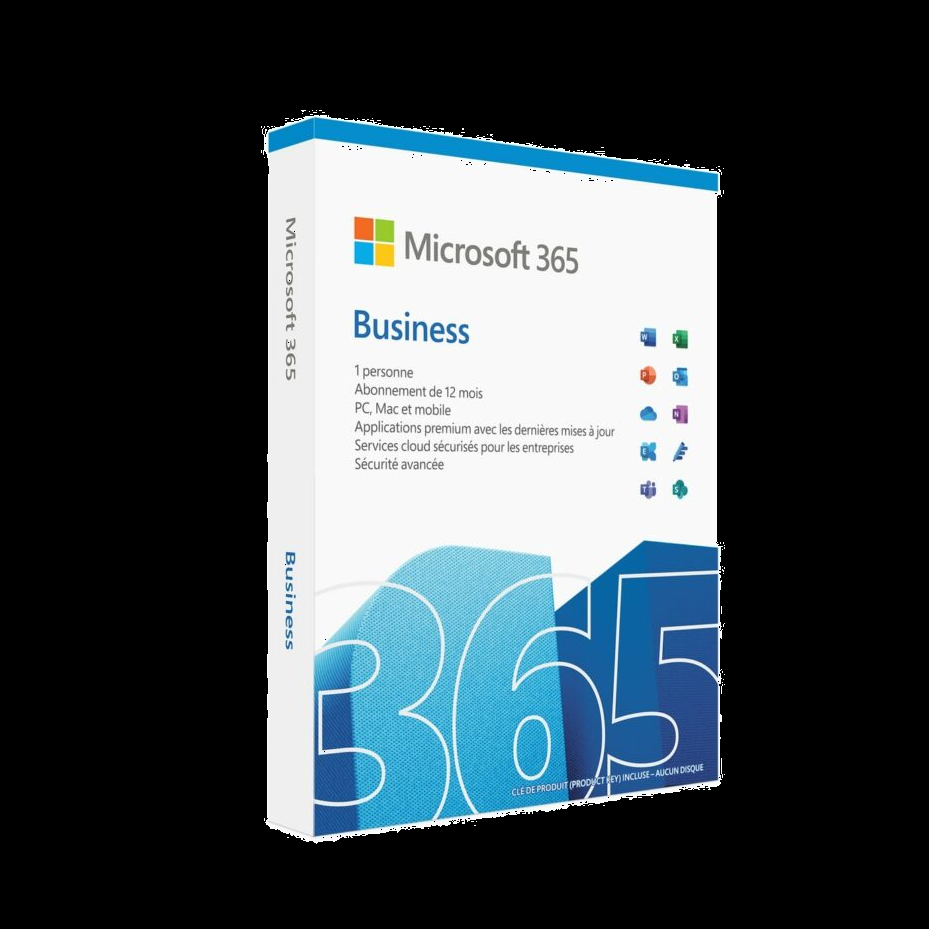 Microsoft 365
Business
Microsoft 365
Business
1 personne
Abonnement de 12 mois
PC, Mac et mobile
Applications premium avec les dernières mises à jour
Services cloud sécurisés pour les entreprises
Sécurité avancée
W
X
P
O
N
E
T
S
365
CLÉ DE PRODUIT (PRODUCT KEY) INCLUSE – AUCUN DISQUE